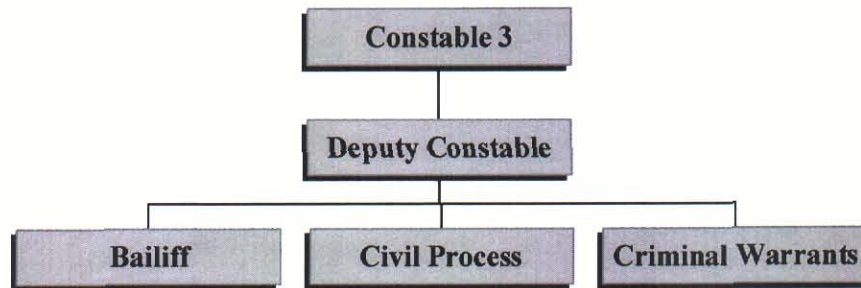 Constable 3
Deputy Constable
Bailiff
Civil Process
Criminal Warrants